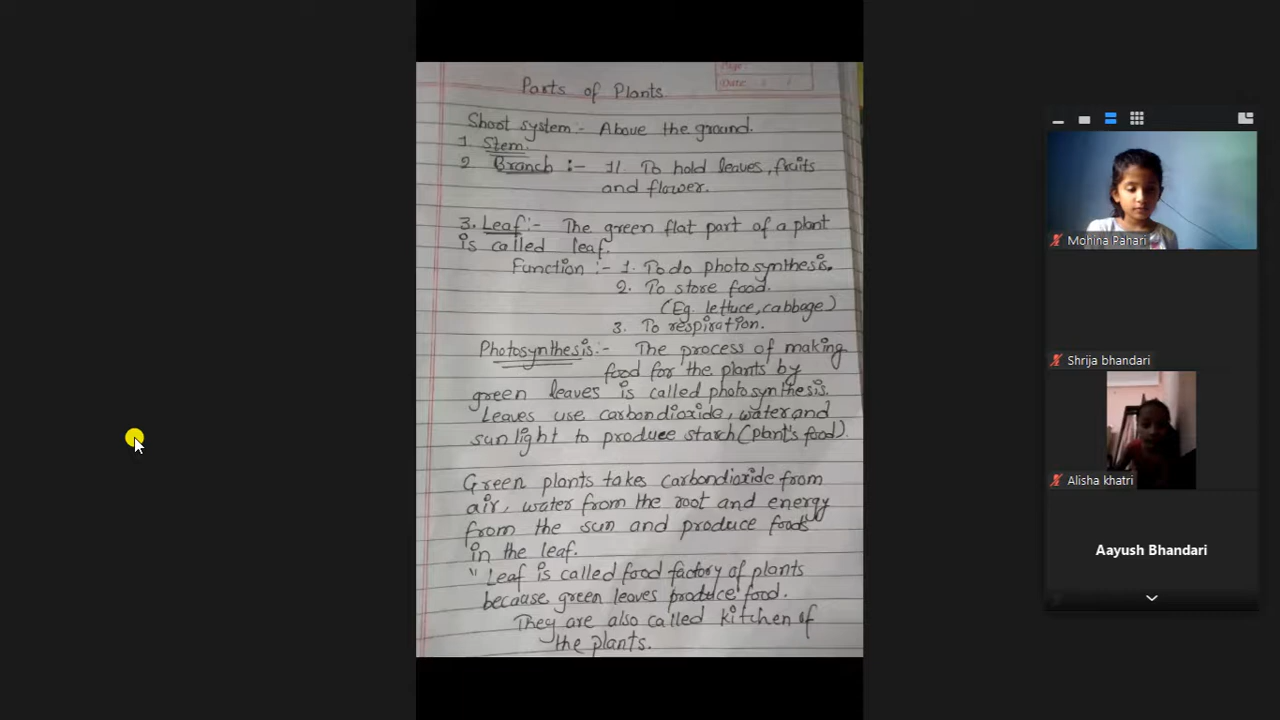 Page
Date: / /
Parts of Plants.
Shoot system:- Above the ground.
1 Stem.
2 Branch :- 1/. To hold leaves, fruits
and flower.
3. Leaf:- The green flat part of a plant
is called leaf.
Function :- 1. To do photosynthesis.
2. To store food.
(Eg. lettuce, cabbage)
3. To respiration.
Photosynthesis:- The process of making
food for the plants by
green leaves is called photosynthesis.
Leaves use carbondioxide, water and
sunlight to produce starch (plant's food).
Green plants takes carbondioxide from
air, water from the root and energy
from the sun and produce food
in the leaf.
" Leaf is called food factory of plants
because green leaves produce food.
They are also called kitchen of
the plants.
Mohina Pahari
Shrija bhandari
Alisha khatri
Aayush Bhandari